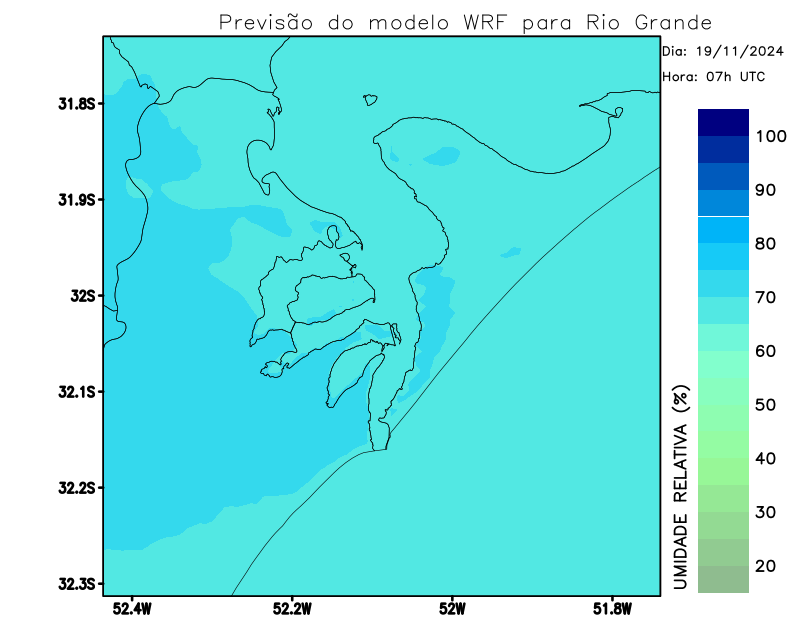 Previsão do modelo WRF para Rio Grande
Dia: 19/11/2024
Hora: 07h UTC
31.8S
31.9S
32S
32.1S
32.2S
32.3S
52.4W
52.2W
52W
51.8W
100
90
80
70
60
50
40
30
20
UMIDADE RELATIVA (%)